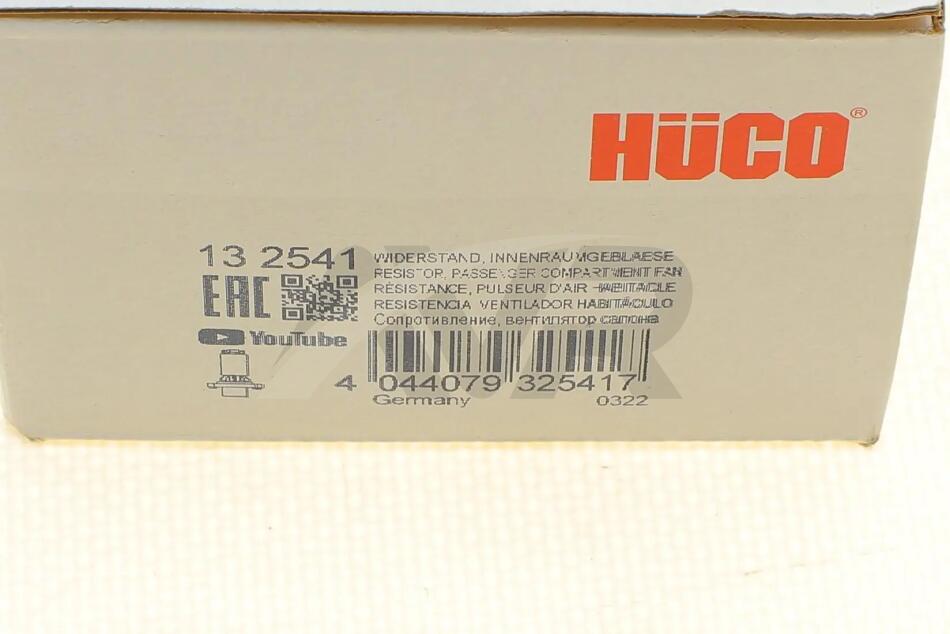 HÜCO®
13 2541
WIDERSTAND, INNENRAUMGEBLAESE
RESISTOR, PASSENGER COMPARTMENT FAN
RÉSISTANCE, PULSEUR D'AIR HABITACLE
RESISTENCIA VENTILADOR HABITÁCULO
Сопротивление, вентилятор салона
EAC
YouTube
4 044079 325417
Germany 0322
AVR